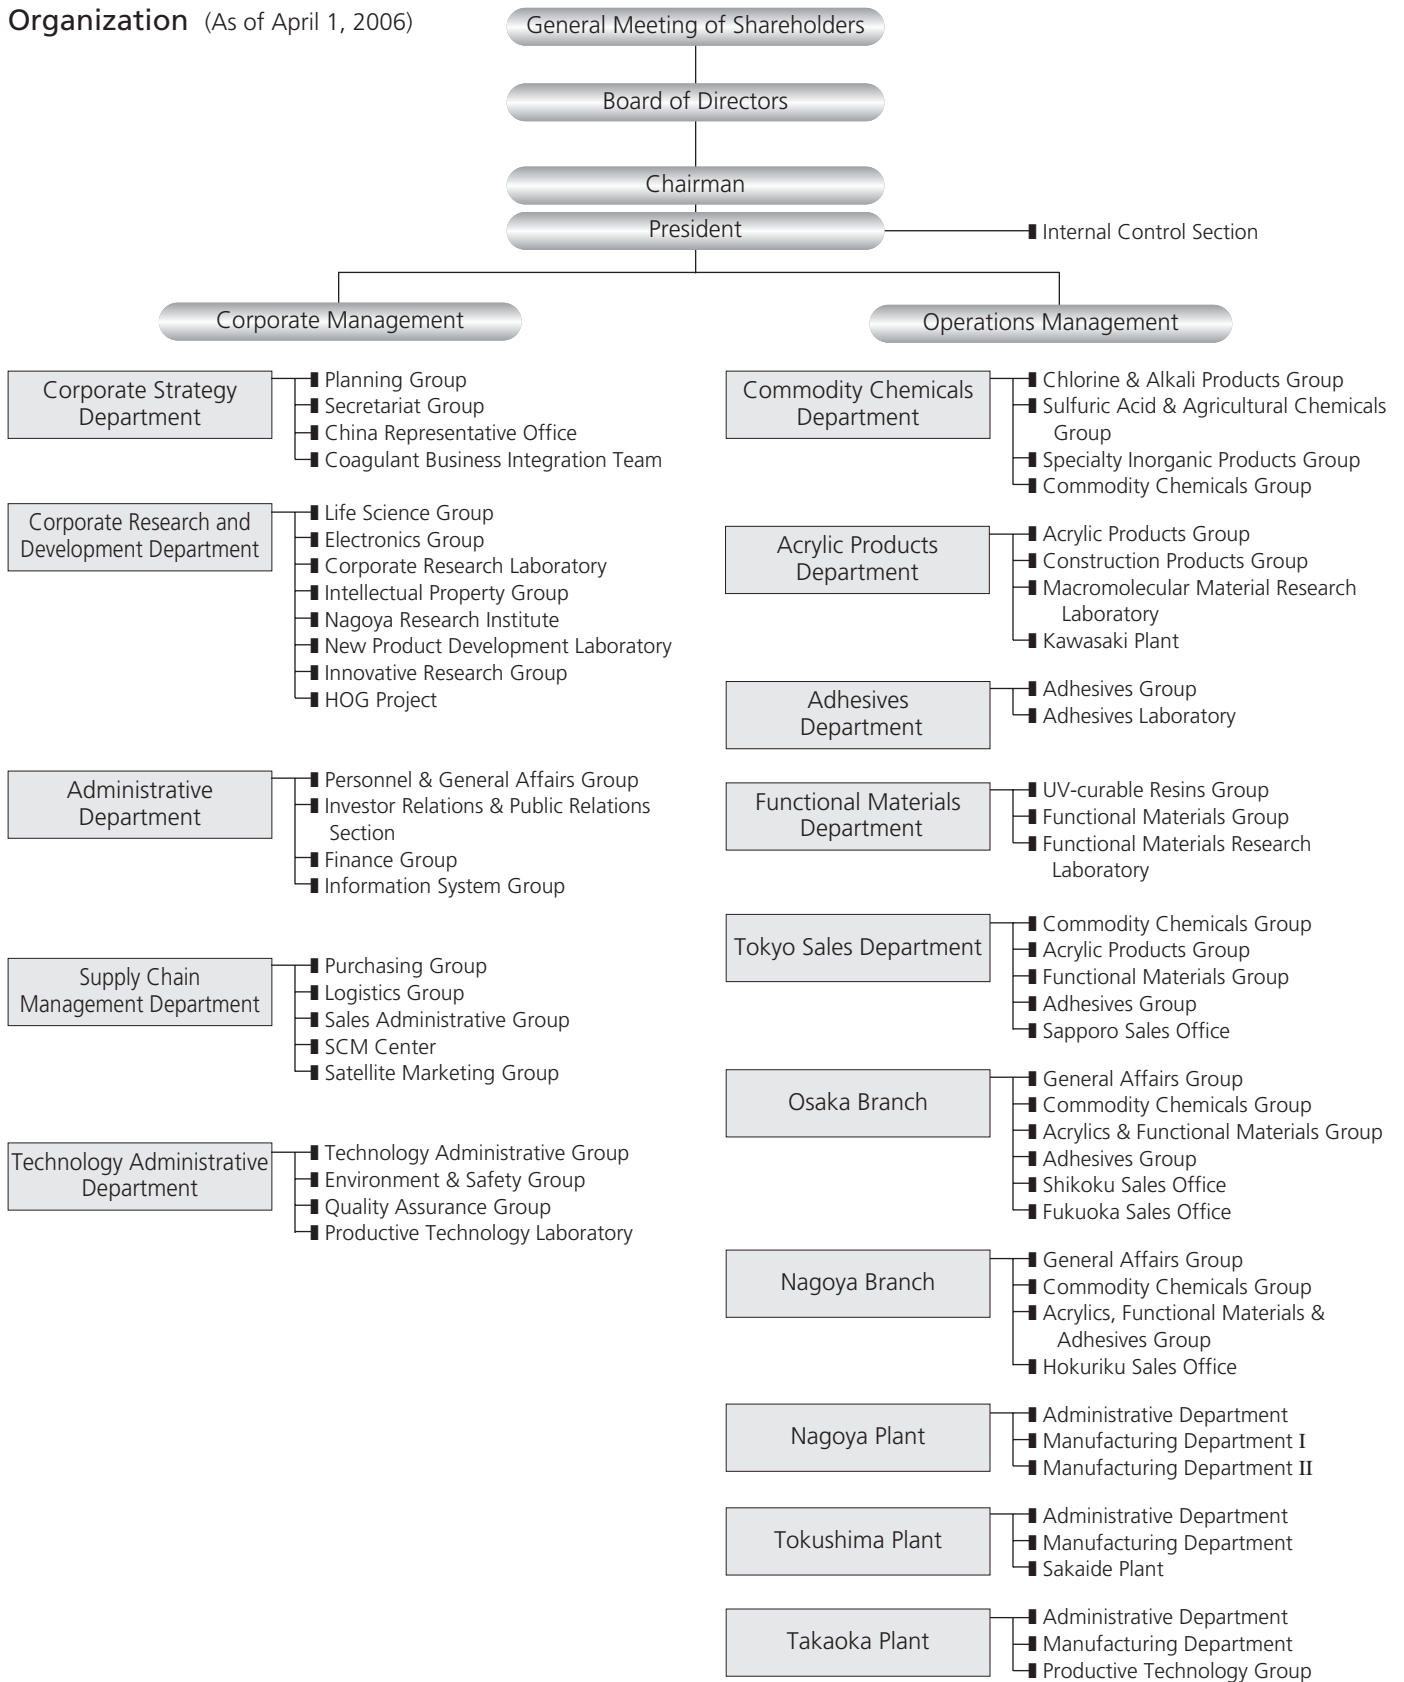 Organization (As of April 1, 2006)
General Meeting of Shareholders
Board of Directors
Chairman
President
Internal Control Section
Corporate Management
Corporate Strategy
Department
Planning Group
Secretariat Group
China Representative Office
Coagulant Business Integration Team
Corporate Research and
Development Department
Life Science Group
Electronics Group
Corporate Research Laboratory
Intellectual Property Group
Nagoya Research Institute
New Product Development Laboratory
Innovative Research Group
HOG Project
Administrative
Department
Personnel & General Affairs Group
Investor Relations & Public Relations
Section
Finance Group
Information System Group
Supply Chain
Management Department
Purchasing Group
Logistics Group
Sales Administrative Group
SCM Center
Satellite Marketing Group
Technology Administrative
Department
Technology Administrative Group
Environment & Safety Group
Quality Assurance Group
Productive Technology Laboratory
Operations Management
Commodity Chemicals
Department
Chlorine & Alkali Products Group
Sulfuric Acid & Agricultural Chemicals
Group
Specialty Inorganic Products Group
Commodity Chemicals Group
Acrylic Products
Department
Acrylic Products Group
Construction Products Group
Macromolecular Material Research
Laboratory
Kawasaki Plant
Adhesives
Department
Adhesives Group
Adhesives Laboratory
Functional Materials
Department
UV-curable Resins Group
Functional Materials Group
Functional Materials Research
Laboratory
Tokyo Sales Department
Commodity Chemicals Group
Acrylic Products Group
Functional Materials Group
Adhesives Group
Sapporo Sales Office
Osaka Branch
General Affairs Group
Commodity Chemicals Group
Acrylics & Functional Materials Group
Adhesives Group
Shikoku Sales Office
Fukuoka Sales Office
Nagoya Branch
General Affairs Group
Commodity Chemicals Group
Acrylics, Functional Materials &
Adhesives Group
Hokuriku Sales Office
Nagoya Plant
Administrative Department
Manufacturing Department I
Manufacturing Department II
Tokushima Plant
Administrative Department
Manufacturing Department
Sakaide Plant
Takaoka Plant
Administrative Department
Manufacturing Department
Productive Technology Group